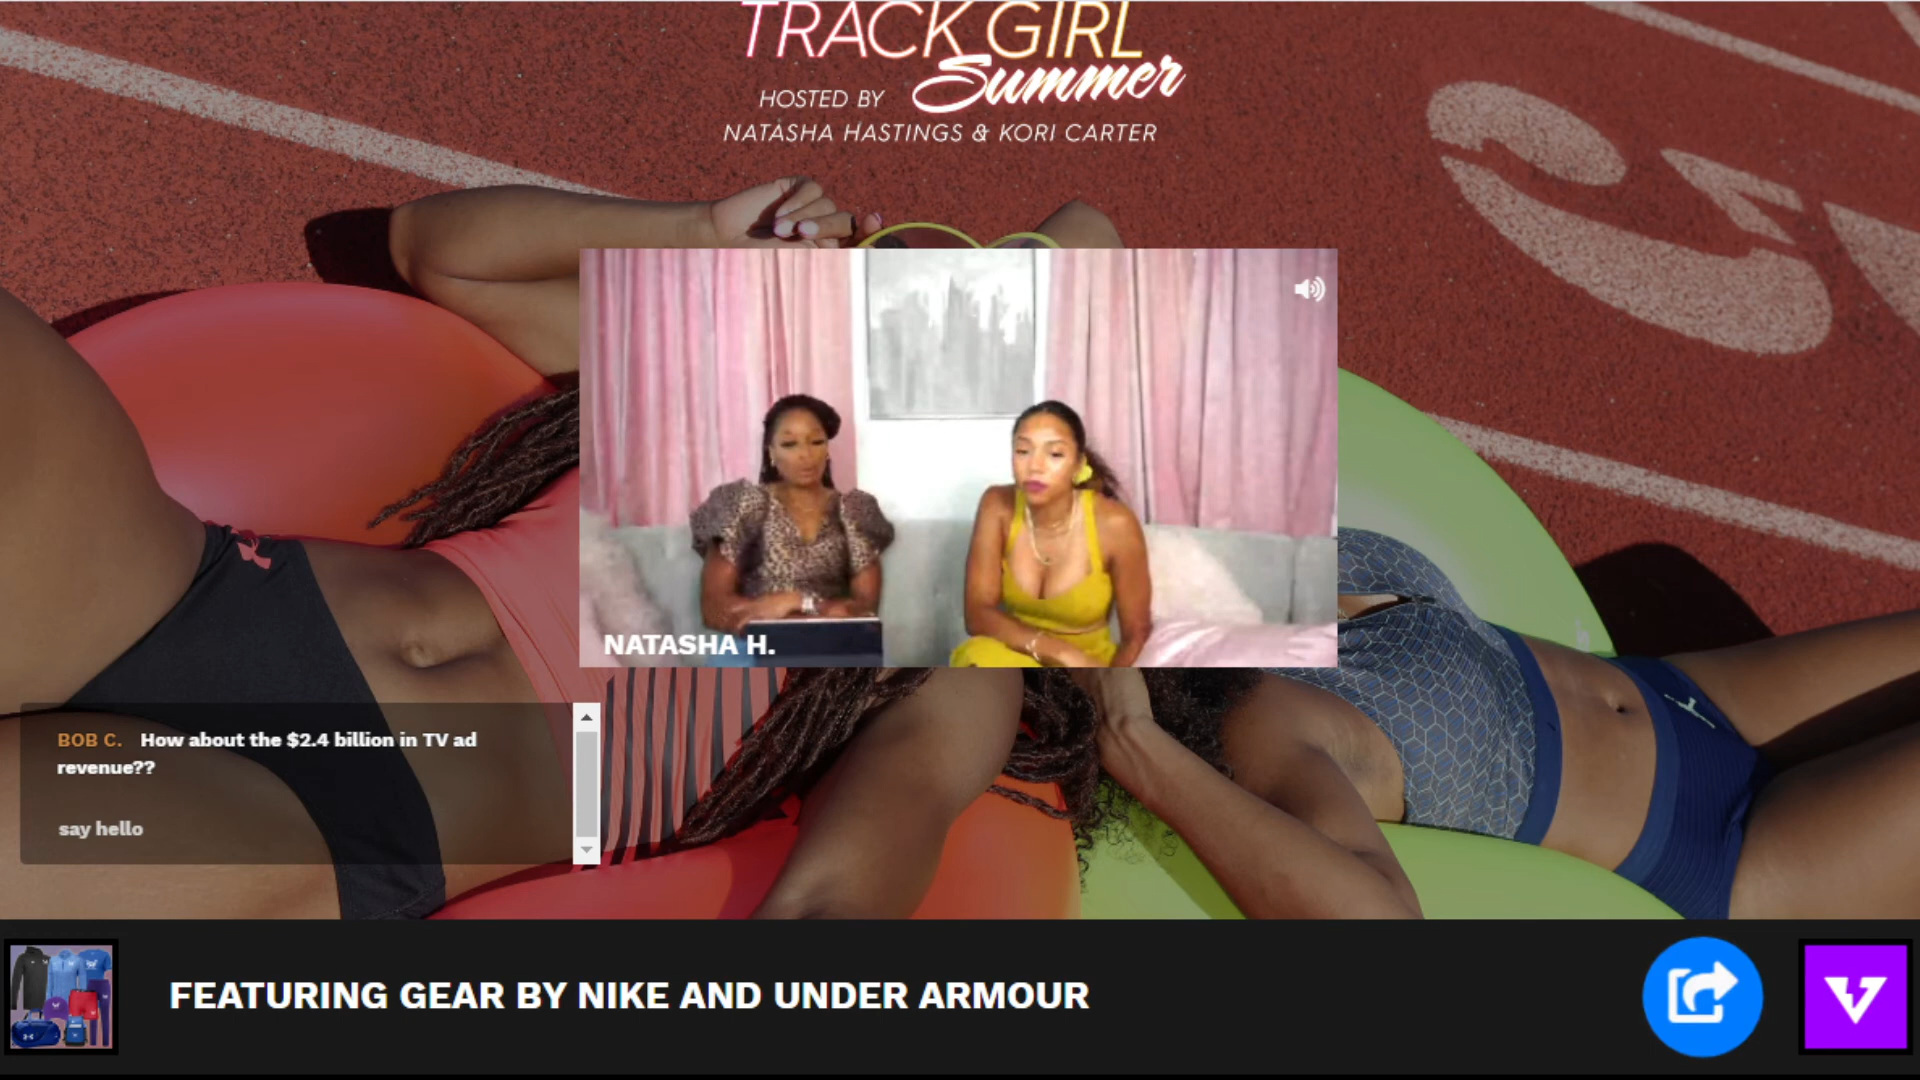 TRACK GIRL
Summer
HOSTED BY
NATASHA HASTINGS & KORI CARTER
NATASHA H.
BOB C. How about the $2.4 billion in TV ad
revenue??
say hello
FEATURING GEAR BY NIKE AND UNDER ARMOUR